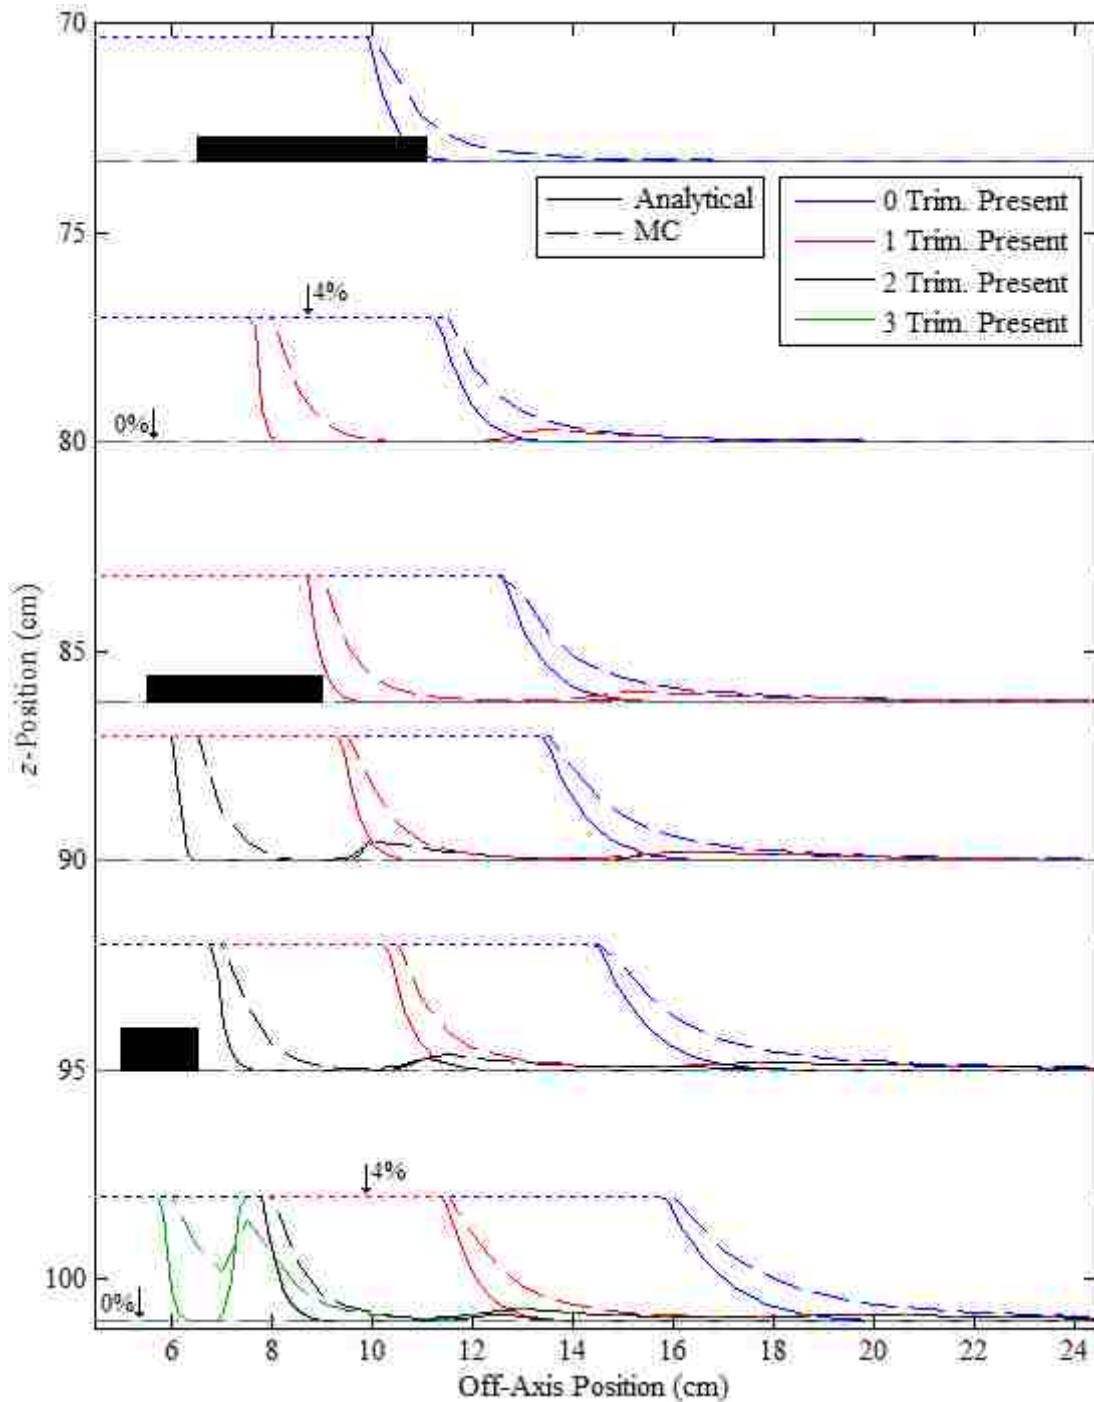 70
Analytical
MC
0 Trim. Present
1 Trim. Present
2 Trim. Present
3 Trim. Present
75
4%
0%
80
z-Position (cm)
85
90
95
4%
0%
100
6 8 10 12 14 16 18 20 22 24
Off-Axis Position (cm)